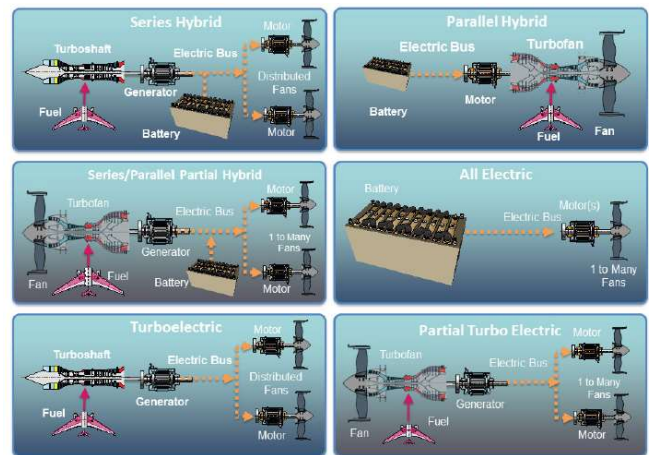 Series Hybrid
Turboshaft
Electric Bus
Motor
Generator
Distributed
Fans
Fuel
Battery
Motor
Parallel Hybrid
Electric Bus
Turbofan
Battery
Motor
Fuel
Fan
Series/Parallel Partial Hybrid
Turbofan
Electric Bus
Motor
Generator
1 to Many
Fans
Fan
Fuel
Battery
Motor
All Electric
Battery
Electric Bus
Motor(s)
1 to Many
Fans
Turboelectric
Turboshaft
Electric Bus
Motor
Generator
Distributed
Fans
Fuel
Motor
Partial Turbo Electric
Turbofan
Electric Bus
Motor
Generator
1 to Many
Fans
Fan
Fuel
Motor